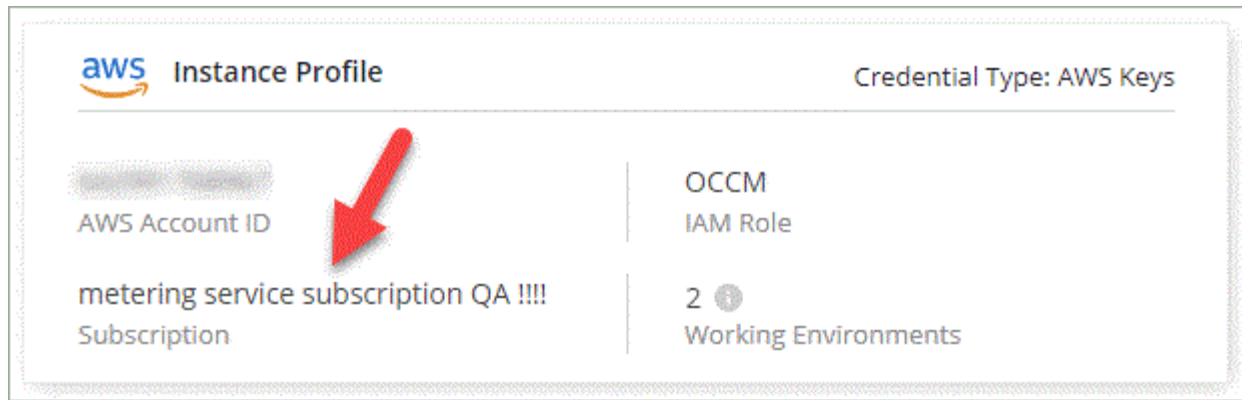 aws Instance Profile Credential Type: AWS Keys
AWS Account ID
OCCM
IAM Role
metering service subscription QA !!!!
Subscription
2
Working Environments